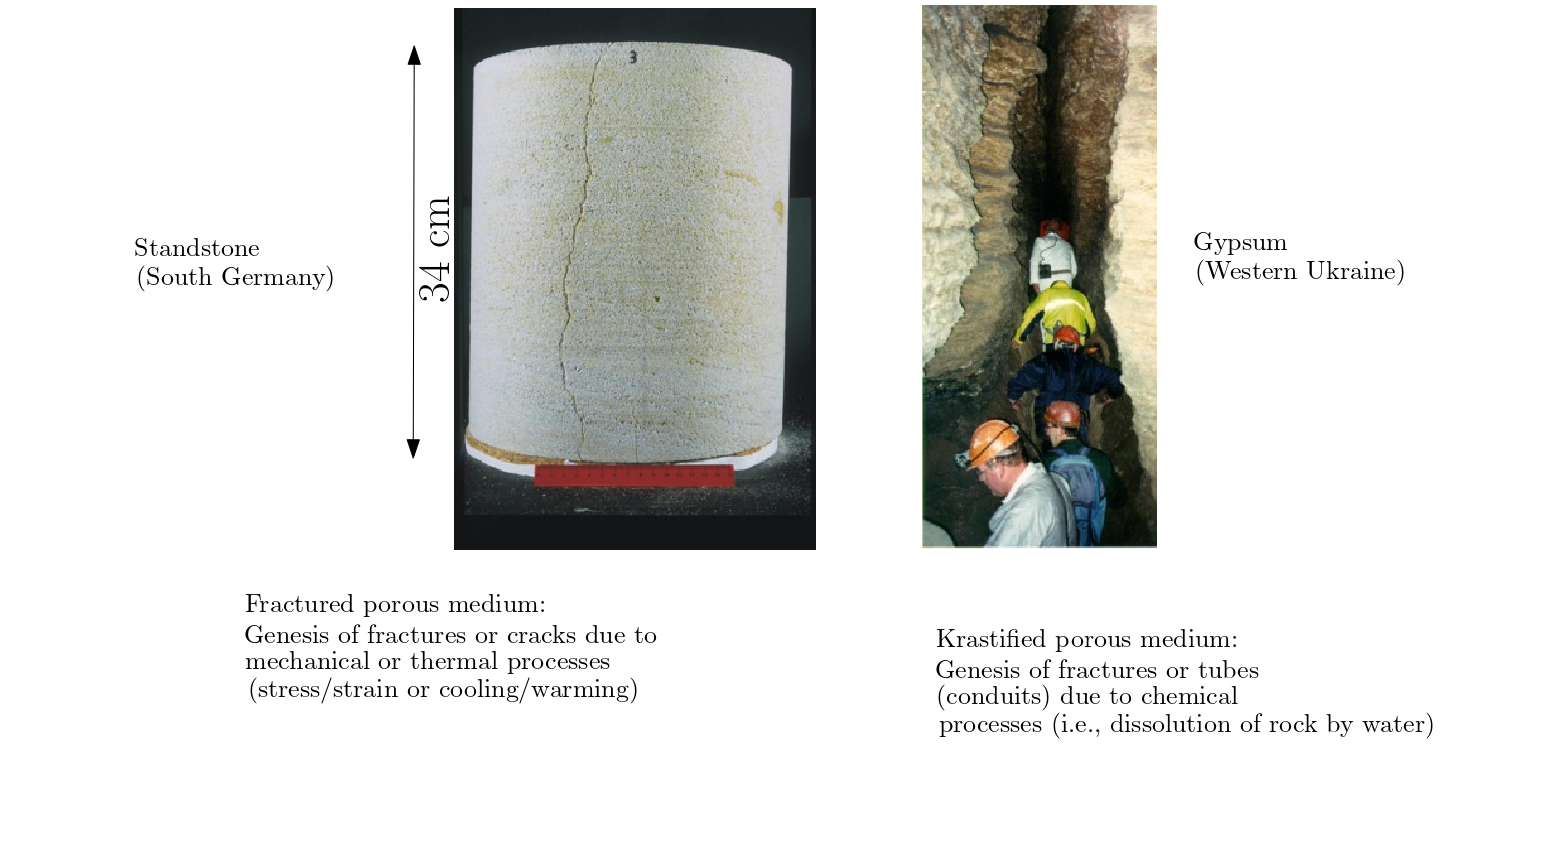 Standstone
(South Germany)
34 cm
3
Gypsum
(Western Ukraine)
Fractured porous medium:
Genesis of fractures or cracks due to
mechanical or thermal processes
(stress/strain or cooling/warming)
Krastified porous medium:
Genesis of fractures or tubes
(conduits) due to chemical
processes (i.e., dissolution of rock by water)